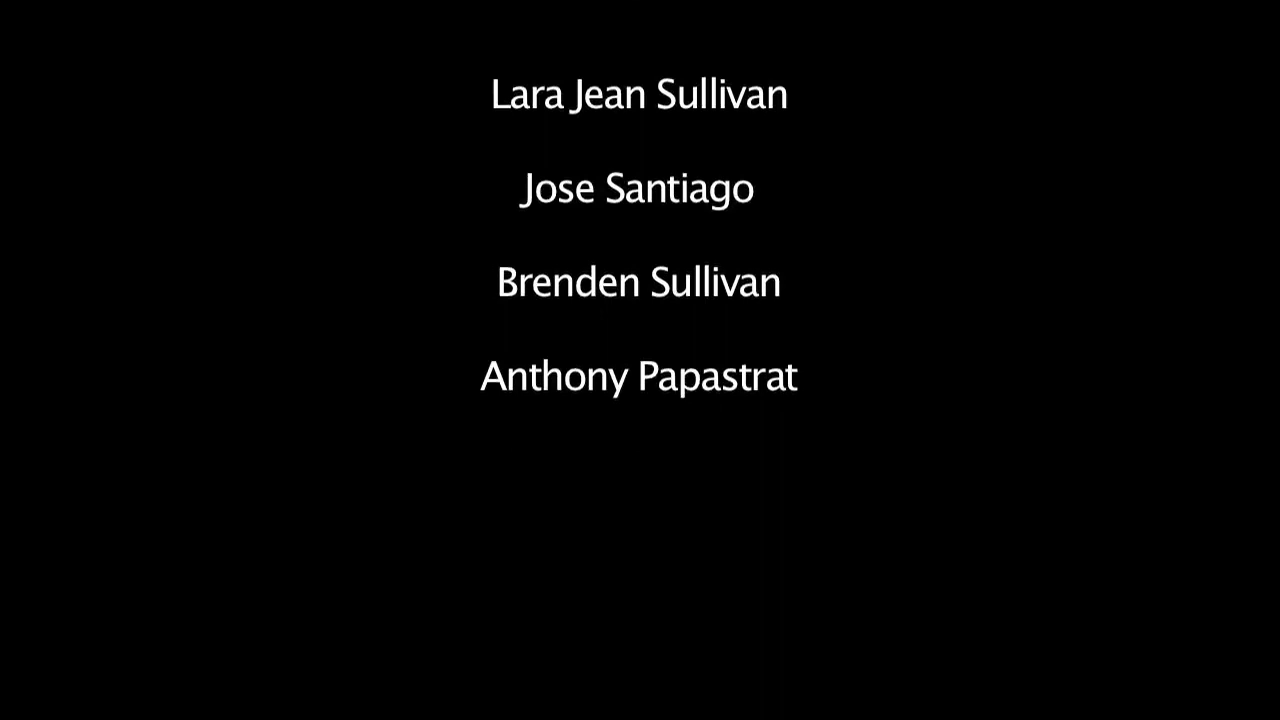 Lara Jean Sullivan
Jose Santiago
Brenden Sullivan
Anthony Papastrat